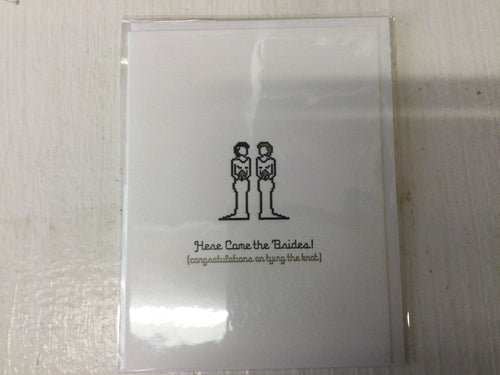 Here Come the Brides!
(congratulations on tying the knot)